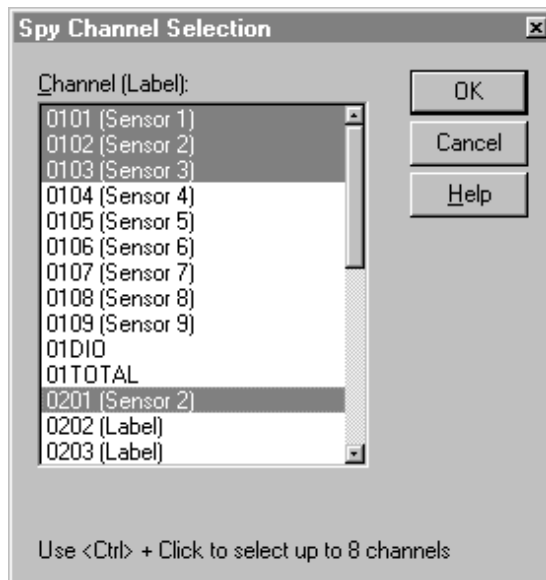 Spy Channel Selection
Channel (Label):
0101 (Sensor 1)
0102 (Sensor 2)
0103 (Sensor 3)
0104 (Sensor 4)
0105 (Sensor 5)
0106 (Sensor 6)
0107 (Sensor 7)
0108 (Sensor 8)
0109 (Sensor 9)
01DIO
01TOTAL
0201 (Sensor 2)
0202 (Label)
0203 (Label)
OK
Cancel
Help
Use <Ctrl> + Click to select up to 8 channels